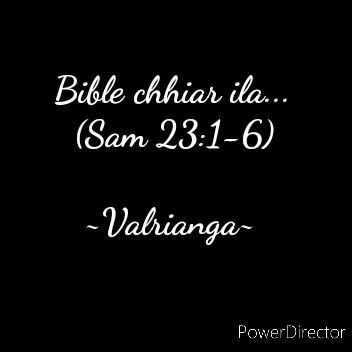 Bible chhiar ila...
(Sam 23:1-6)
~Valrianga~
PowerDirector